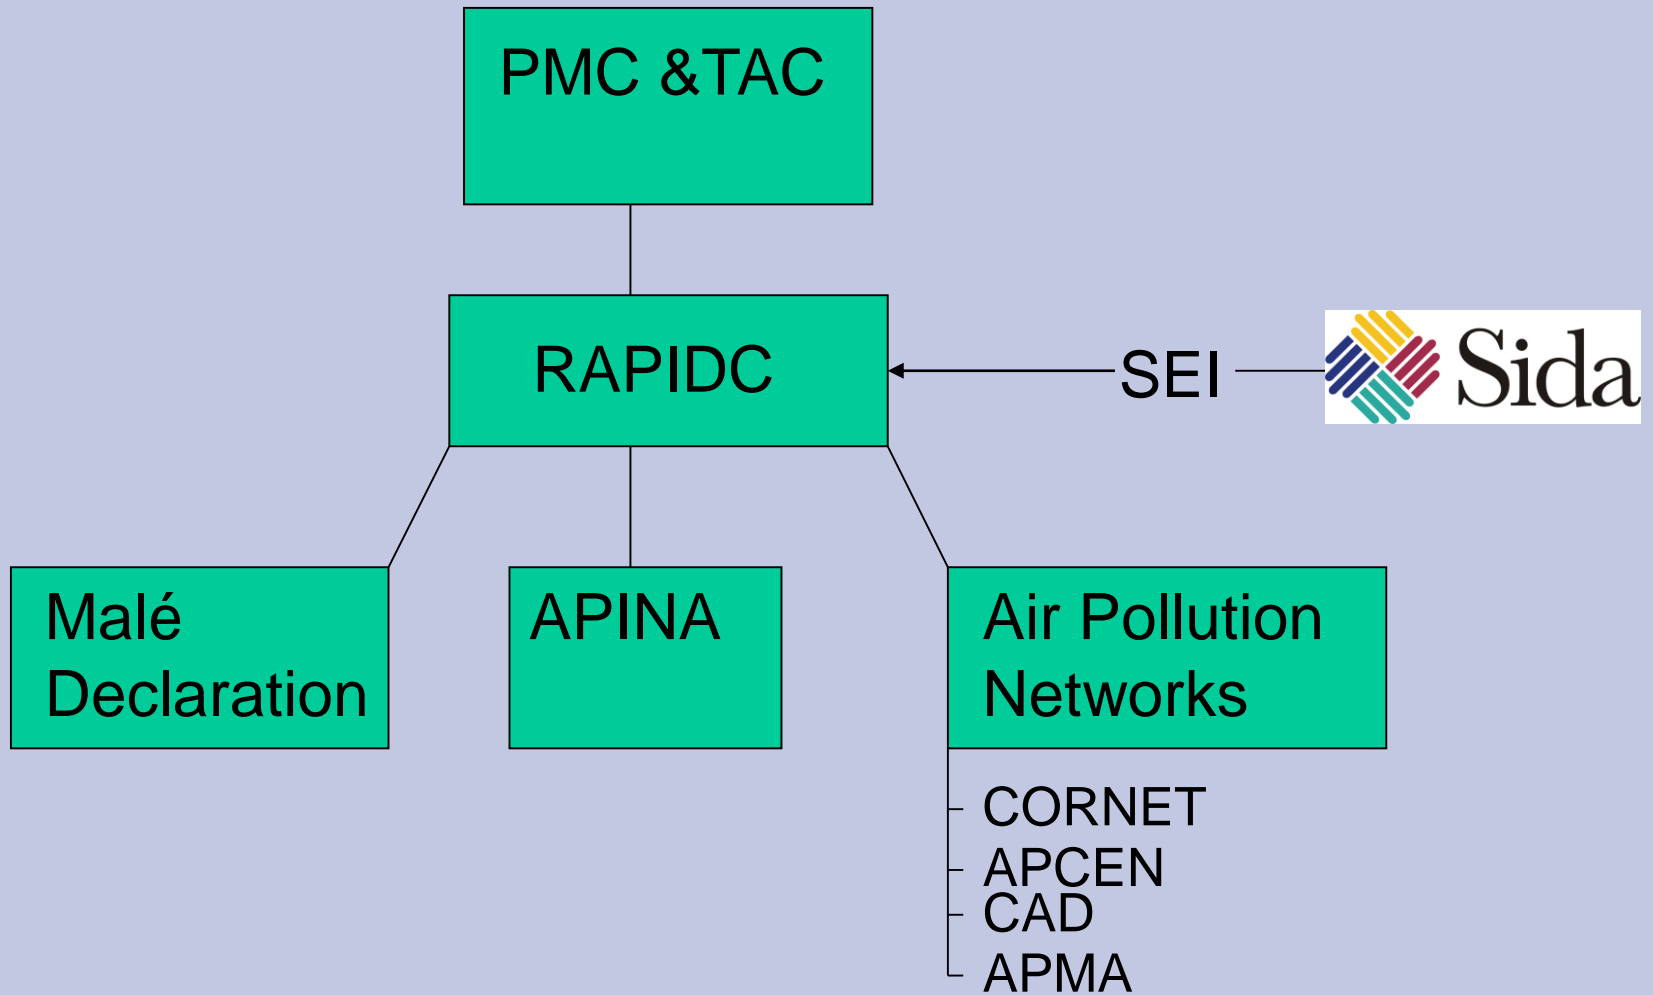 PMC &TAC
RAPIDC
SEI
Sida
Malé
Declaration
APINA
Air Pollution
Networks
CORNET
APCEN
CAD
APMA